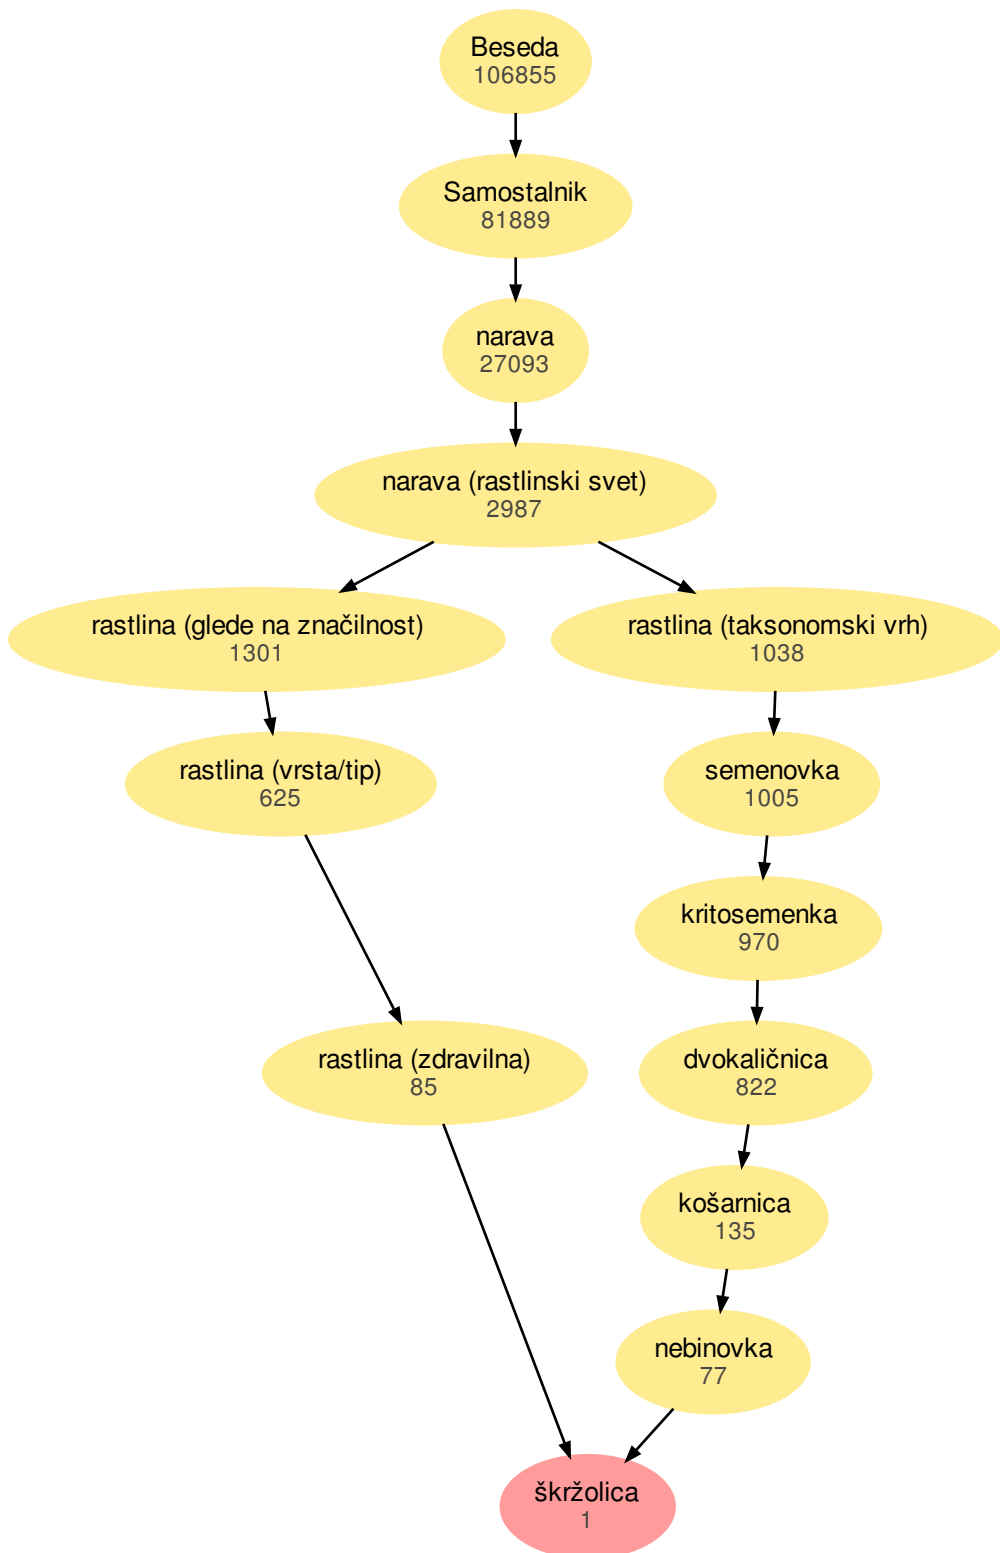 Beseda
106855
Samostalnik
81889
narava
27093
narava (rastlinski svet)
2987
rastlina (glede na značilnost)
1301
rastlina (taksonomski vrh)
1038
rastlina (vrsta/tip)
625
semenovka
1005
kritosemenka
970
rastlina (zdravilna)
85
dvokaličnica
822
košarnica
135
nebinovka
77
škržolica
1